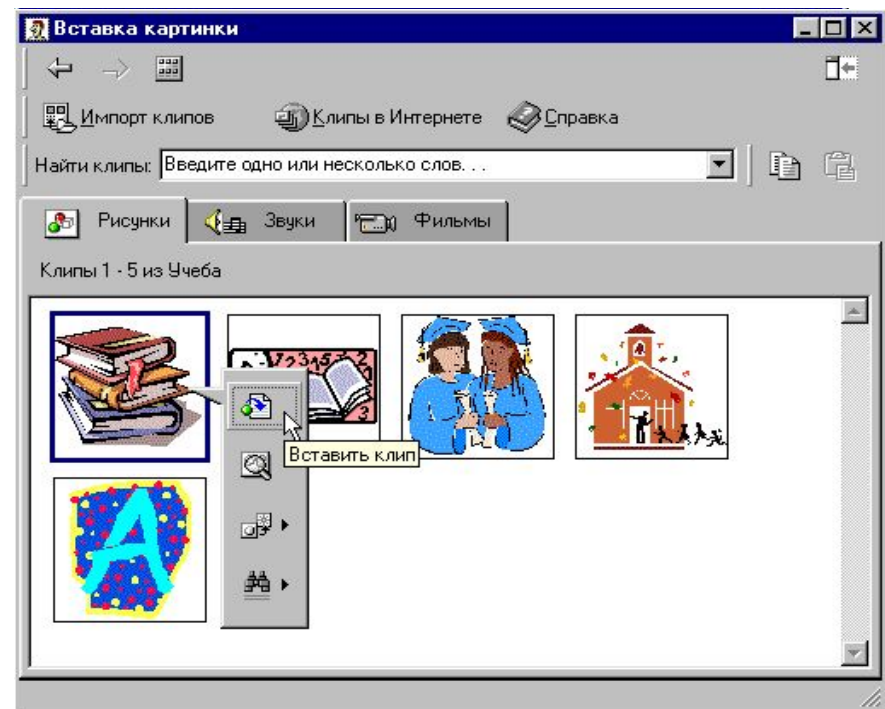 Вставка картинки
Импорт клипов Клипы в Интернете Справка
Найти клипы: Введите одно или несколько слов. . .
Рисунки Звуки Фильмы
Клипы 1 - 5 из Учеба
Вставить клип
A